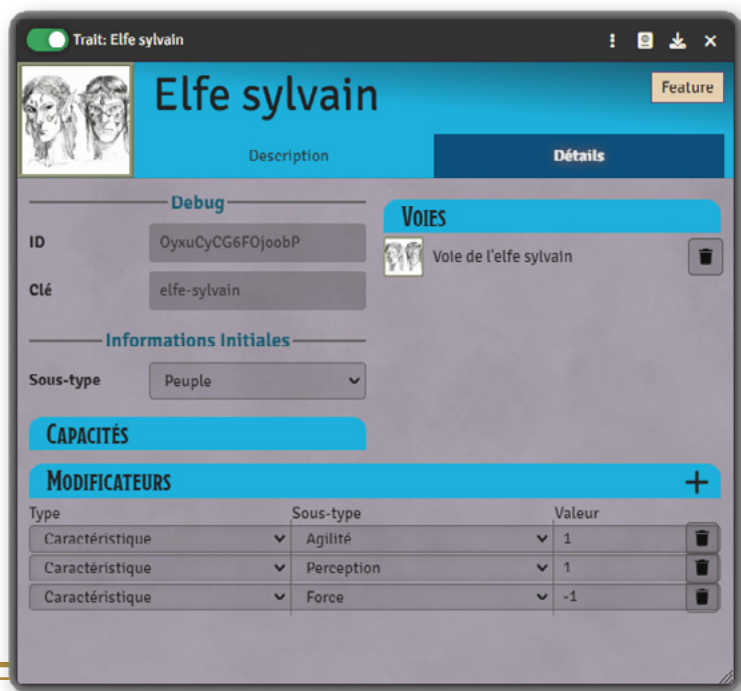 Trait: Elfe sylvain
Elfe sylvain
Feature
Description
Détails
Debug
ID
OyxuCyCG6FOjoobP
Clé
elfe-sylvain
Informations Initiales
Sous-type
Peuple
Voies
Voie de l'elfe sylvain
Capacités
Modificateurs
Type Sous-type Valeur
Caractéristique Agilité 1
Caractéristique Perception 1
Caractéristique Force -1